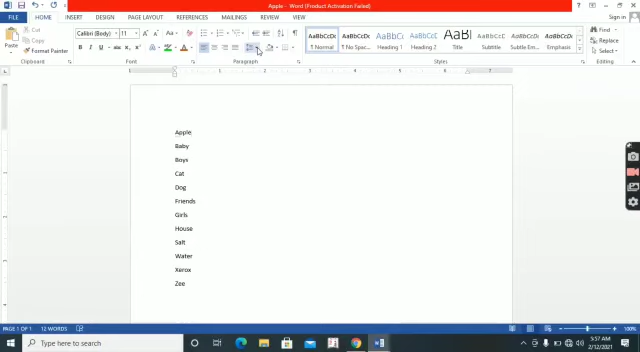 Apple - Word (Product Activation Failed)
FILE HOME INSERT DESIGN PAGE LAYOUT REFERENCES MAILINGS REVIEW VIEW Sign in
Paste Cut Copy Format Painter
Calibri (Body) 11
AaBbCcDc AaBbCcDc AaBbCc AaBbCcC AaBl AaBbCcD AaBbCcDc AaBbCcDc
¶ Normal ¶ No Spac... Heading 1 Heading 2 Title Subtitle Subtle Em... Emphasis
Find
Replace
Select
Clipboard Font Paragraph Styles Editing
Apple
Baby
Boys
Cat
Dog
Friends
Girls
House
Salt
Water
Xerox
Zee
PAGE 1 OF 1 12 WORDS 100%
Type here to search
5:57 AM
2/12/2021